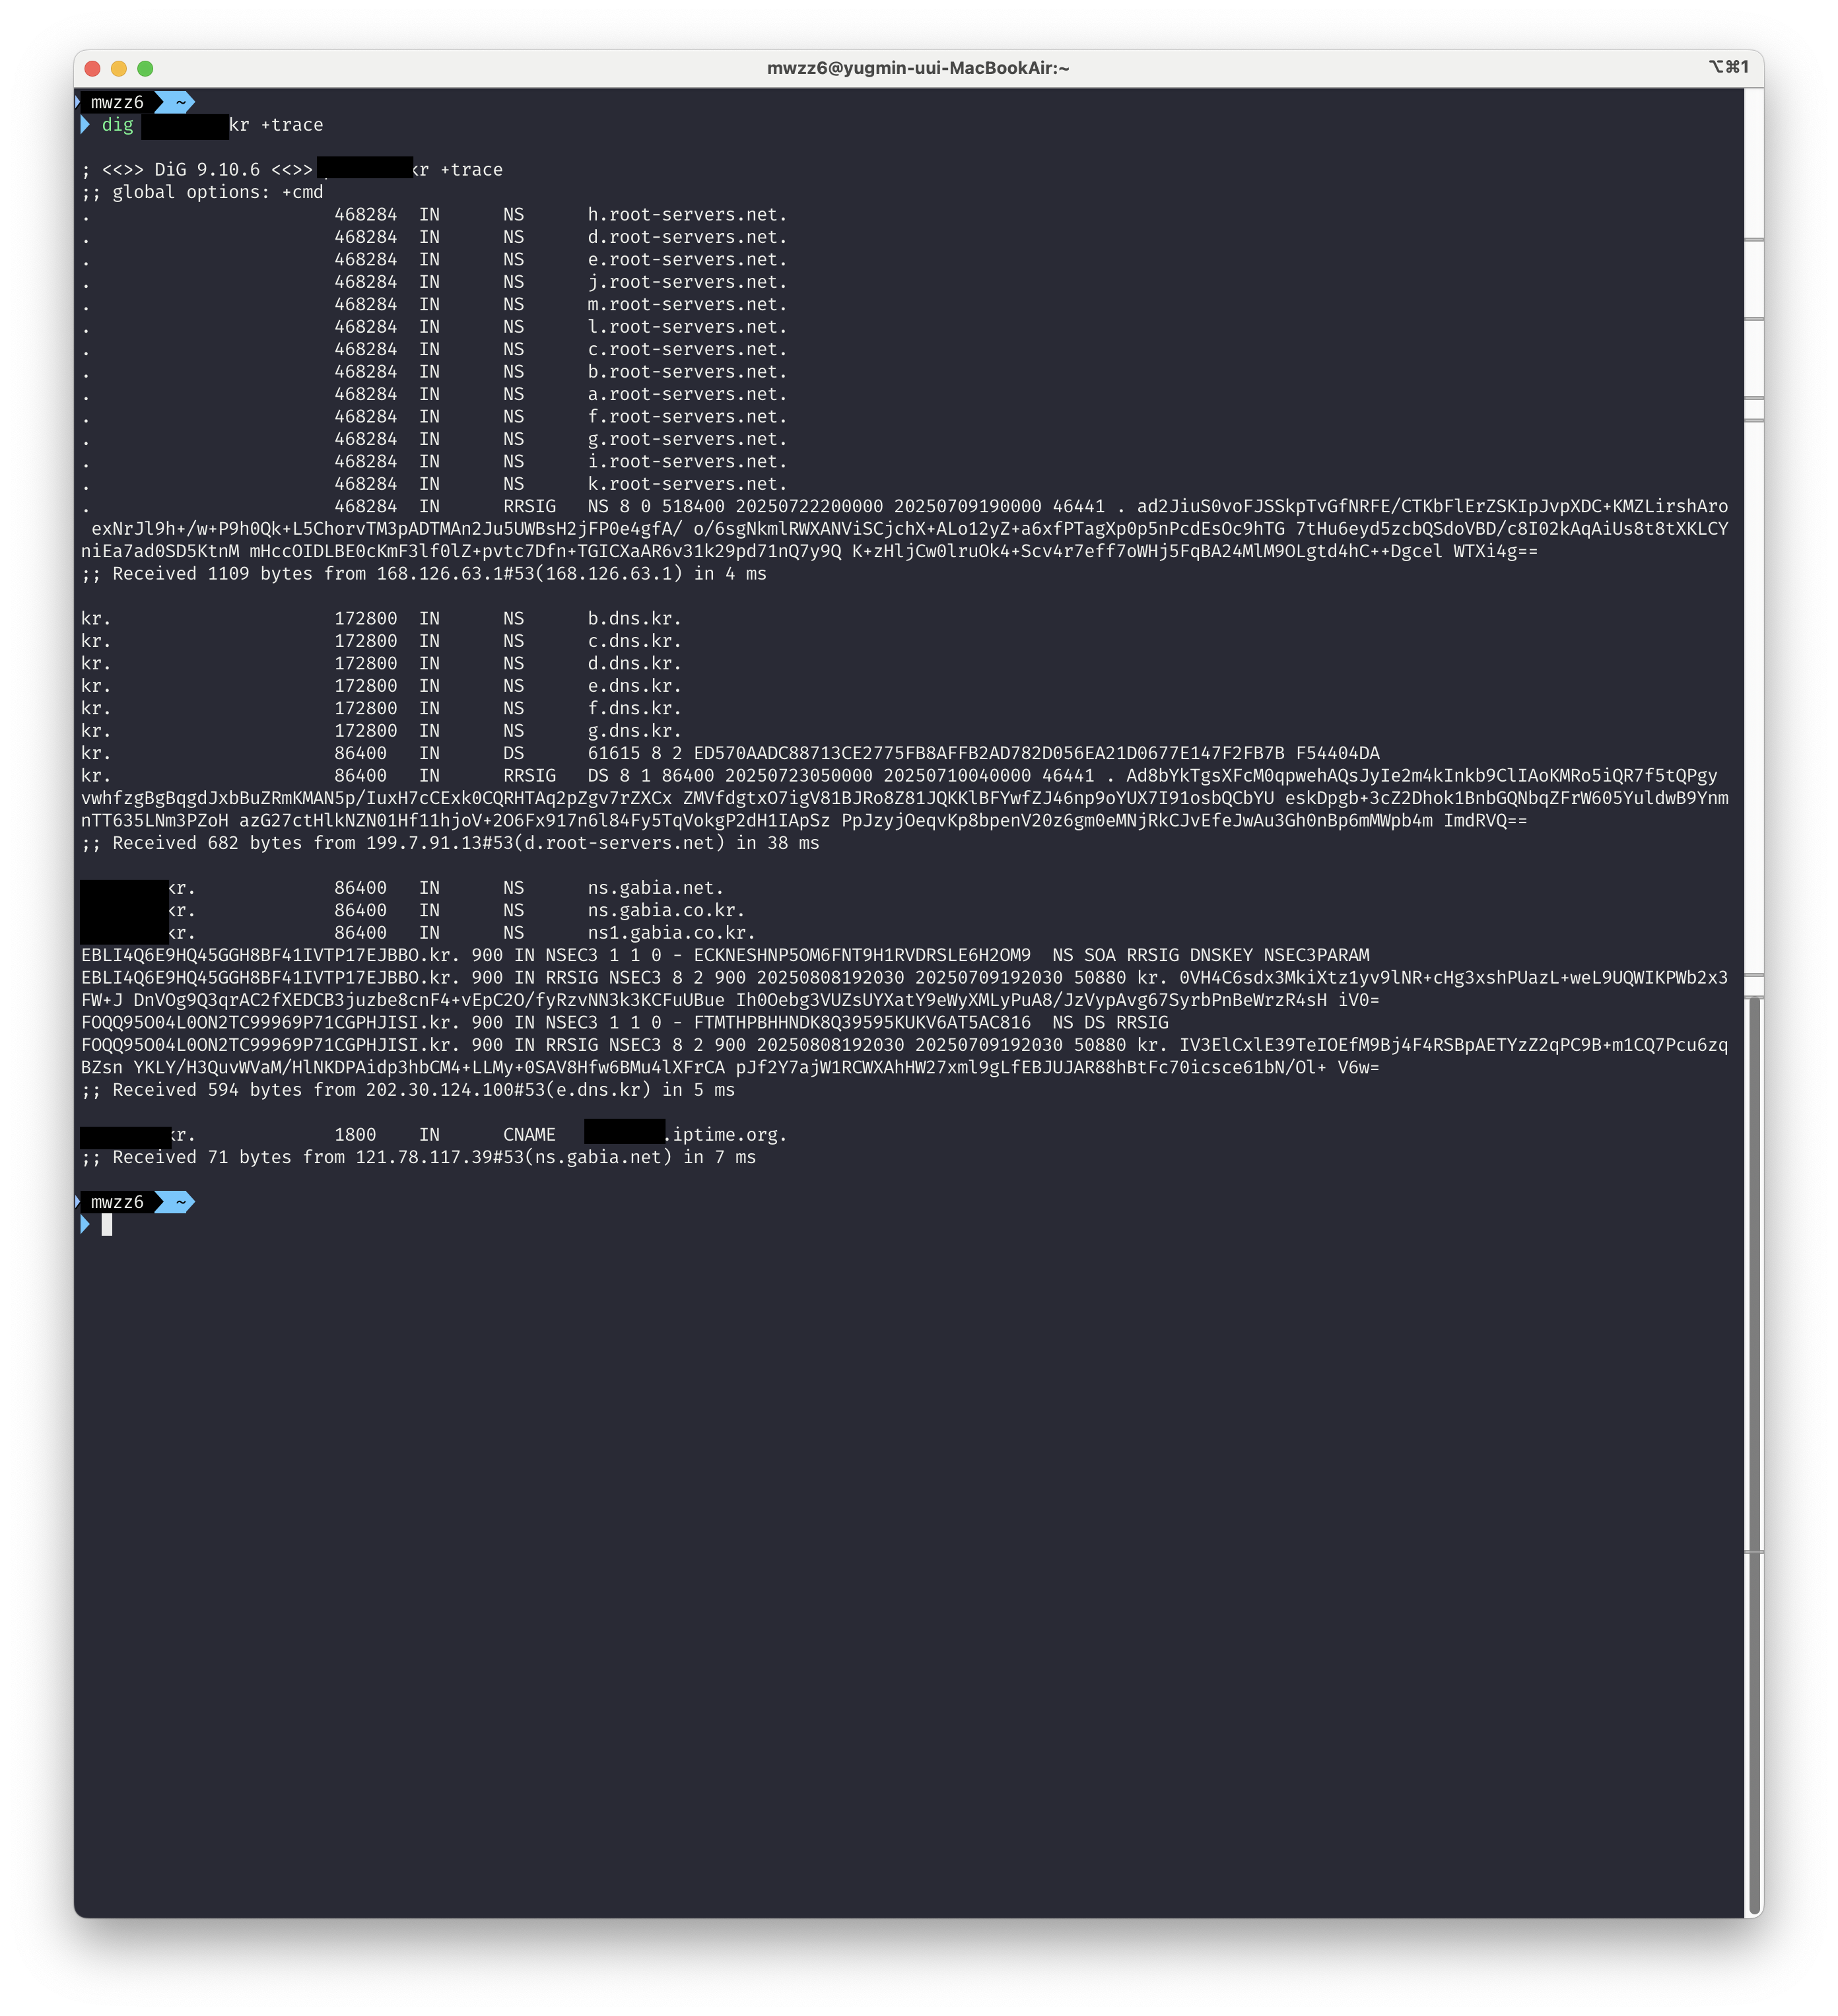 mwzz6@yugmin-uui-MacBookAir:~ ⌥⌘1
mwzz6 ~
dig kr +trace
; <<>> DiG 9.10.6 <<>> kr +trace
;; global options: +cmd
. 468284 IN NS h.root-servers.net.
. 468284 IN NS d.root-servers.net.
. 468284 IN NS e.root-servers.net.
. 468284 IN NS j.root-servers.net.
. 468284 IN NS m.root-servers.net.
. 468284 IN NS l.root-servers.net.
. 468284 IN NS c.root-servers.net.
. 468284 IN NS b.root-servers.net.
. 468284 IN NS a.root-servers.net.
. 468284 IN NS f.root-servers.net.
. 468284 IN NS g.root-servers.net.
. 468284 IN NS i.root-servers.net.
. 468284 IN NS k.root-servers.net.
. 468284 IN RRSIG NS 8 0 518400 20250722200000 20250709190000 46441 . ad2JiuS0voFJSSkpTvGfNRFE/CTKbFlErZSKIpJvpXDC+KMZLirshAro
exNrJl9h+/w+P9h0Qk+L5ChorvTM3pADTMAn2Ju5UWBsH2jFP0e4gfA/ o/6sgNkmlRWXANViSCjchX+ALo12yZ+a6xfPTagXp0p5nPcdEsOc9hTG 7tHu6eyd5zcbQSdoVBD/c8I02kAqAiUs8t8tXKLCY
niEa7ad0SD5KtnM mHccOIDLBE0cKmF3lf0lZ+pvtc7Dfn+TGICXaAR6v31k29pd71nQ7y9Q K+zHljCw0lruOk4+Scv4r7eff7oWHj5FqBA24MlM9OLgtd4hC++Dgcel WTXi4g==
;; Received 1109 bytes from 168.126.63.1#53(168.126.63.1) in 4 ms
kr. 172800 IN NS b.dns.kr.
kr. 172800 IN NS c.dns.kr.
kr. 172800 IN NS d.dns.kr.
kr. 172800 IN NS e.dns.kr.
kr. 172800 IN NS f.dns.kr.
kr. 172800 IN NS g.dns.kr.
kr. 86400 IN DS 61615 8 2 ED570AADC88713CE2775FB8AFFB2AD782D056EA21D0677E147F2FB7B F54404DA
kr. 86400 IN RRSIG DS 8 1 86400 20250723050000 20250710040000 46441 . Ad8bYkTgsXFcM0qpwehAQsJyIe2m4kInkb9ClIAoKMRo5iQR7f5tQPgy
vwhfzgBgBqgdJxbBuZRmKMAN5p/IuxH7cCExk0CQRHTAq2pZgv7rZXCx ZMVfdgtxO7igV81BJRo8Z81JQKKlBFYwfZJ46np9oYUX7I91osbQCbYU eskDpgb+3cZ2Dhok1BnbGQNbqZFrW605YuldwB9Ynm
nTT635LNm3PZoH azG27ctHlkNZN01Hf11hjoV+2O6Fx917n6l84Fy5TqVokgP2dH1IApSz PpJzyjOeqvKp8bpenV20z6gm0eMNjRkCJvEfeJwAu3Gh0nBp6mMWpb4m ImdRVQ==
;; Received 682 bytes from 199.7.91.13#53(d.root-servers.net) in 38 ms
kr. 86400 IN NS ns.gabia.net.
kr. 86400 IN NS ns.gabia.co.kr.
kr. 86400 IN NS ns1.gabia.co.kr.
EBLI4Q6E9HQ45GGH8BF41IVTP17EJBBO.kr. 900 IN NSEC3 1 1 0 - ECKNESHNP5OM6FNT9H1RVDRSLE6H2OM9 NS SOA RRSIG DNSKEY NSEC3PARAM
EBLI4Q6E9HQ45GGH8BF41IVTP17EJBBO.kr. 900 IN RRSIG NSEC3 8 2 900 20250808192030 20250709192030 50880 kr. 0VH4C6sdx3MkiXtz1yv9lNR+cHg3xshPUazL+weL9UQWIKPWb2x3
FW+J DnVOg9Q3qrAC2fXEDCB3juzbe8cnF4+vEpC2O/fyRzvNN3k3KCFuUBue Ih0Oebg3VUZsUYXatY9eWyXMLyPuA8/JzVypAvg67SyrbPnBeWrzR4sH iV0=
FOQQ95O04L0ON2TC99969P71CGPHJISI.kr. 900 IN NSEC3 1 1 0 - FTMTHPBHHNDK8Q39595KUKV6AT5AC816 NS DS RRSIG
FOQQ95O04L0ON2TC99969P71CGPHJISI.kr. 900 IN RRSIG NSEC3 8 2 900 20250808192030 20250709192030 50880 kr. IV3ElCxlE39TeIOEfM9Bj4F4RSBpAETYzZ2qPC9B+m1CQ7Pcu6zq
BZsn YKLY/H3QuvWVaM/HlNKDPAidp3hbCM4+LLMy+0SAV8Hfw6BMu4lXFrCA pJf2Y7ajW1RCWXAhHW27xml9gLfEBJUJAR88hBtFc70icsce61bN/Ol+ V6w=
;; Received 594 bytes from 202.30.124.100#53(e.dns.kr) in 5 ms
kr. 1800 IN CNAME .iptime.org.
;; Received 71 bytes from 121.78.117.39#53(ns.gabia.net) in 7 ms
mwzz6 ~